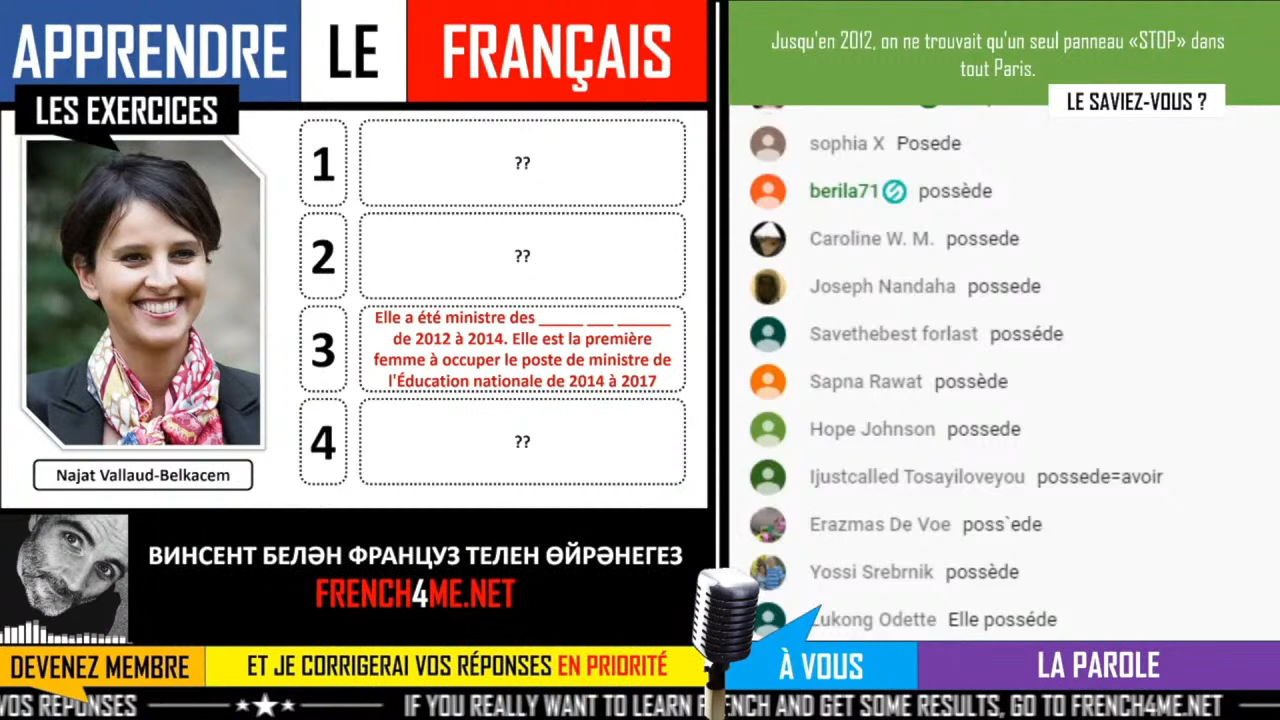 APPRENDRE LE FRANÇAIS
LES EXERCICES
1
??
2
??
3
Elle a été ministre des _____ ___ ______
de 2012 à 2014. Elle est la première
femme à occuper le poste de ministre de
l'Éducation nationale de 2014 à 2017
4
??
Najat Vallaud-Belkacem
ВИНСЕНТ БЕЛӘН ФРАНЦУЗ ТЕЛЕН ӨЙРӘНЕГЕЗ
FRENCH4ME.NET
DEVENEZ MEMBRE
ET JE CORRIGERAI VOS RÉPONSES EN PRIORITÉ
Jusqu'en 2012, on ne trouvait qu'un seul panneau «STOP» dans
tout Paris.
LE SAVIEZ-VOUS ?
sophia X Posede
berila71 possède
Caroline W. M. possede
Joseph Nandaha possede
Savethebest forlast posséde
Sapna Rawat possède
Hope Johnson possede
Ijustcalled Tosayiloveyou possede=avoir
Erazmas De Voe poss`ede
Yossi Srebrnik possède
Lukong Odette Elle posséde
À VOUS
LA PAROLE
VOS RÉPONSES
IF YOU REALLY WANT TO LEARN FRENCH AND GET SOME RESULTS, GO TO FRENCH4ME.NET